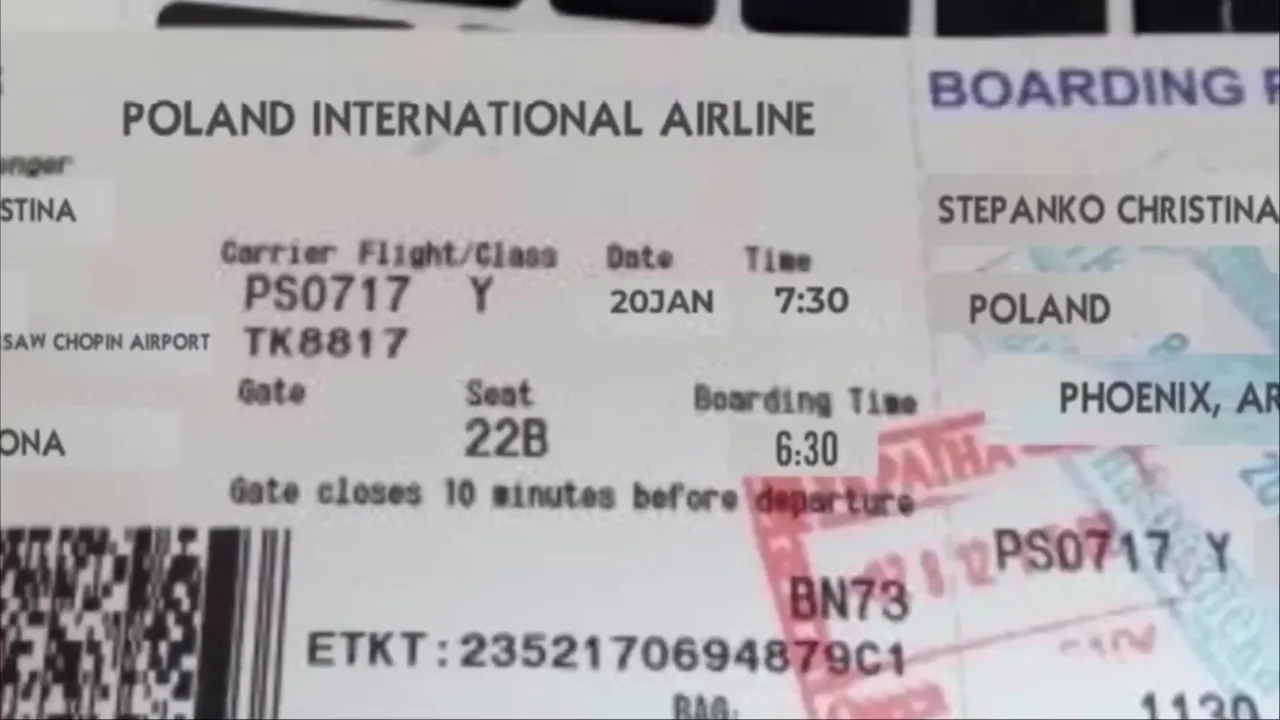 BOARDING P
POLAND INTERNATIONAL AIRLINE
enger
STINA
STEPANKO CHRISTINA
Carrier Flight/Class Date Time
PS0717 Y 20JAN 7:30
POLAND
SAW CHOPIN AIRPORT TK8817
Gate Seat Boarding Time
PHOENIX, AR
ONA 22B 6:30
Gate closes 10 minutes before departure
PS0717 Y
BN73
ETKT:2352170694879C1
BAG:
1130